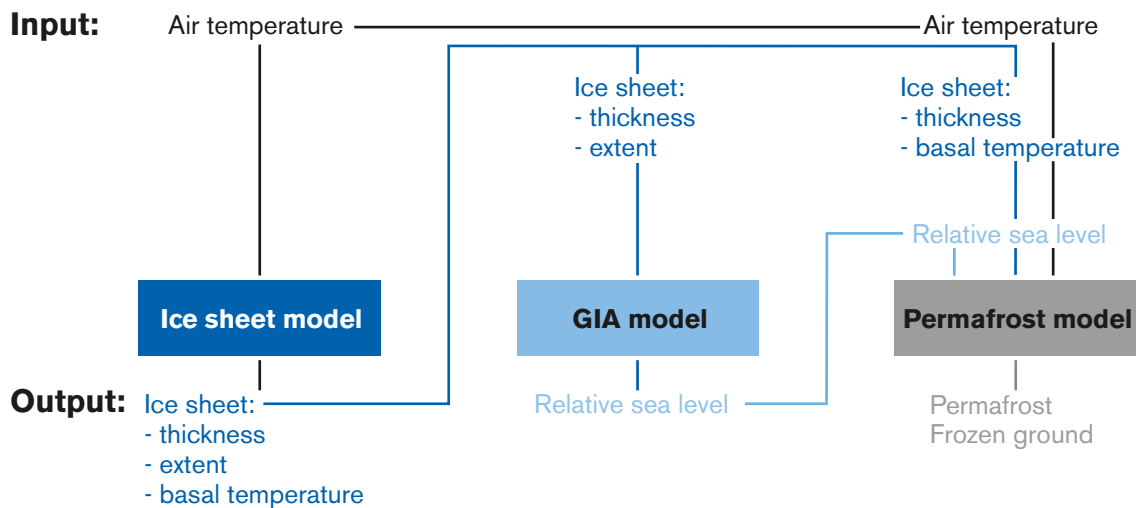 Input:
Air temperature
Air temperature
Ice sheet:
- thickness
- extent
Ice sheet:
- thickness
- basal temperature
Relative sea level
Ice sheet model
GIA model
Permafrost model
Output:
Ice sheet:
- thickness
- extent
- basal temperature
Relative sea level
Permafrost
Frozen ground